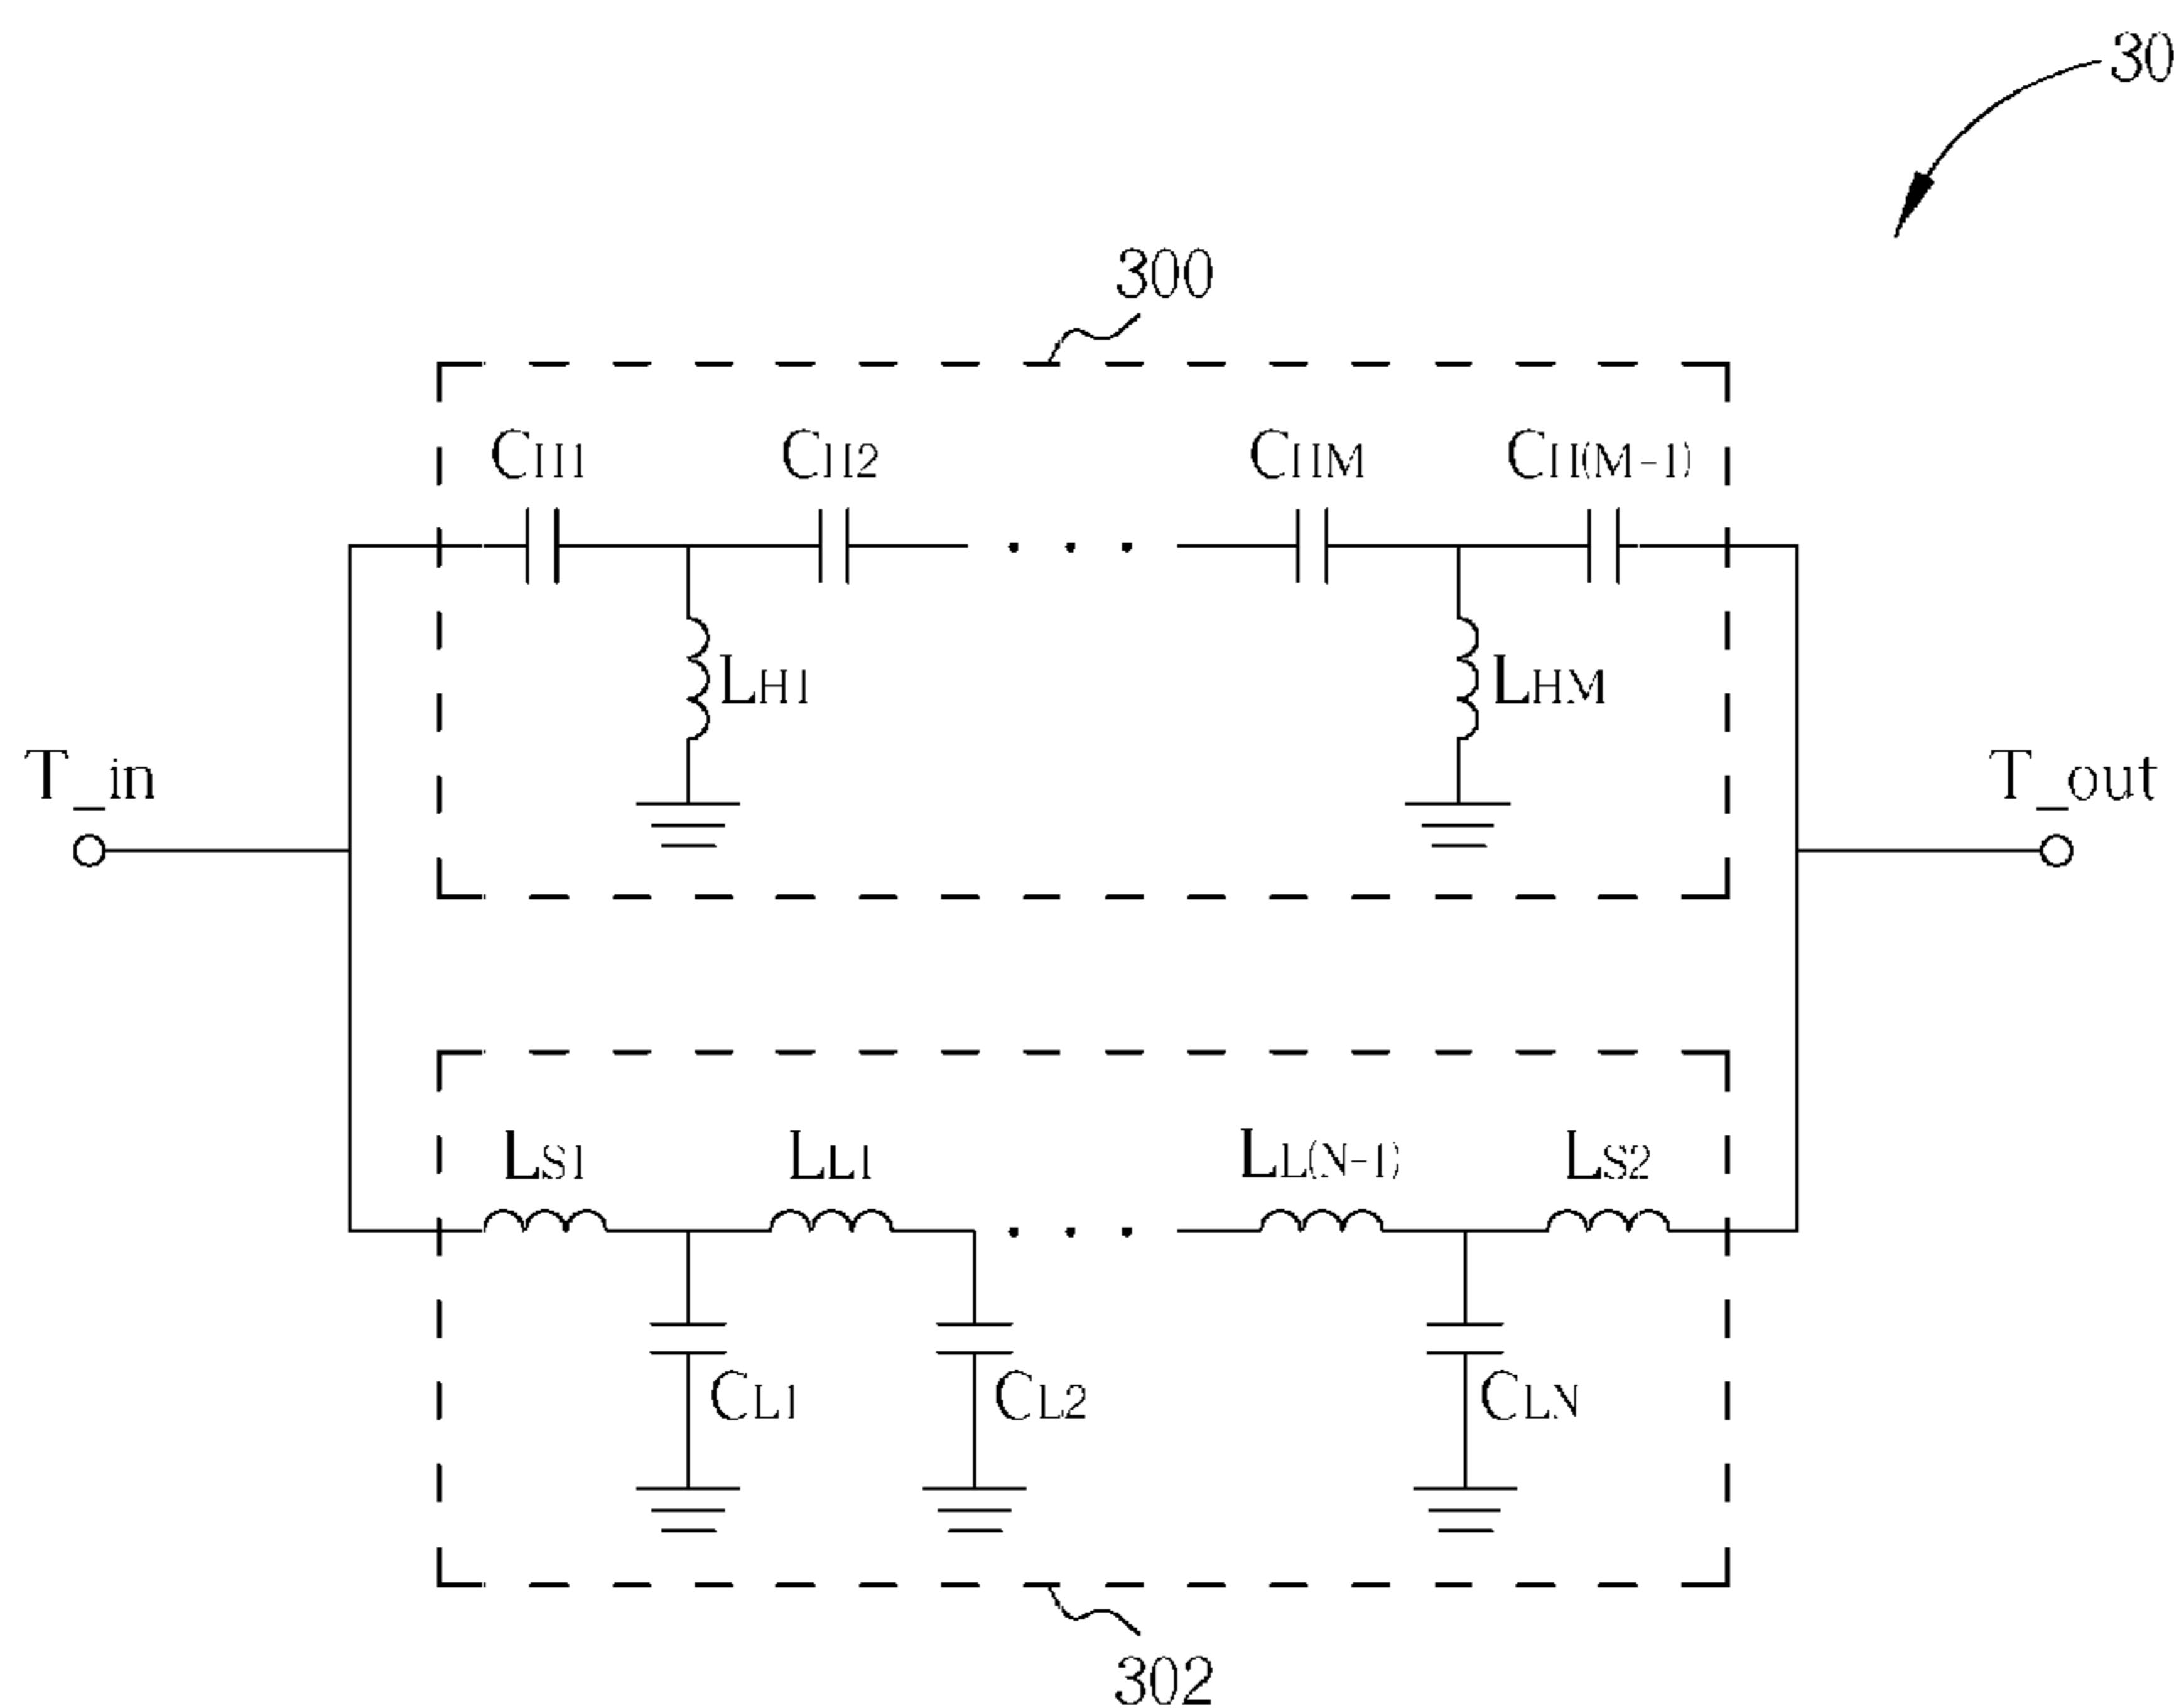 30
300
CH1
CH2
CHM
CH(M-1)
LH1
LHM
T_in
T_out
LS1
LL1
LL(N-1)
LS2
CL1
CL2
CLN
302